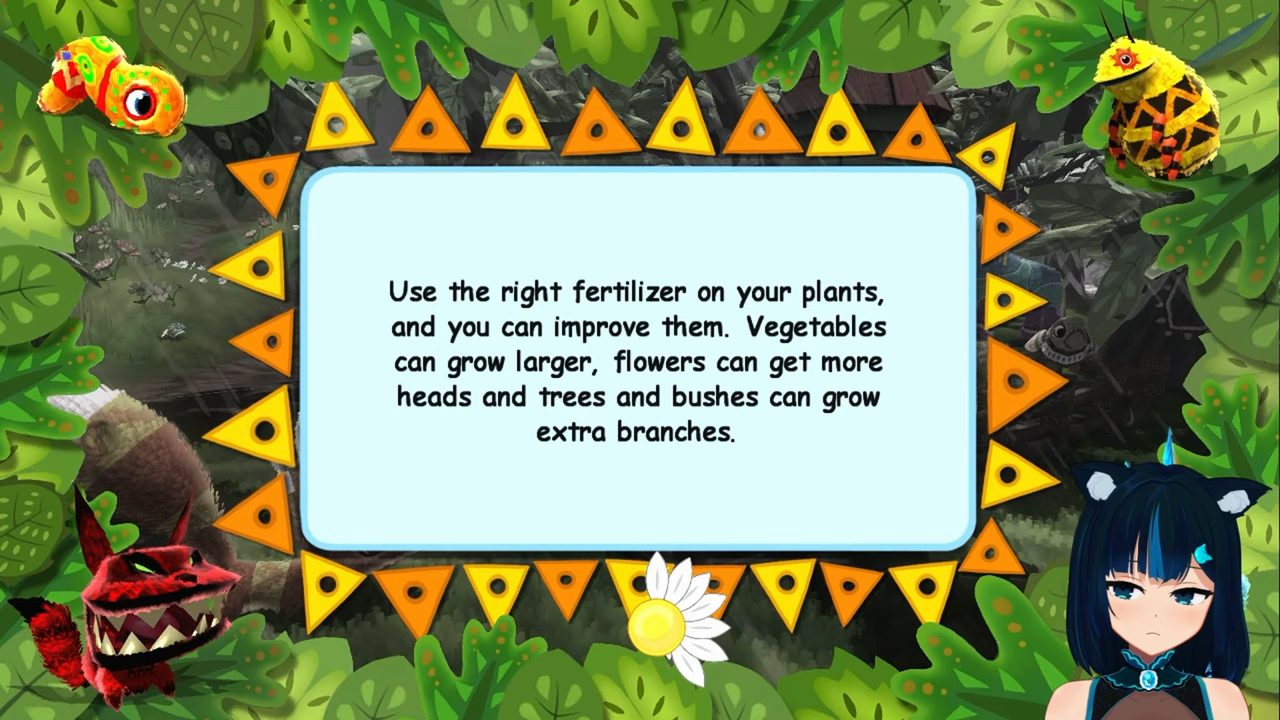 Use the right fertilizer on your plants,
and you can improve them. Vegetables
can grow larger, flowers can get more
heads and trees and bushes can grow
extra branches.